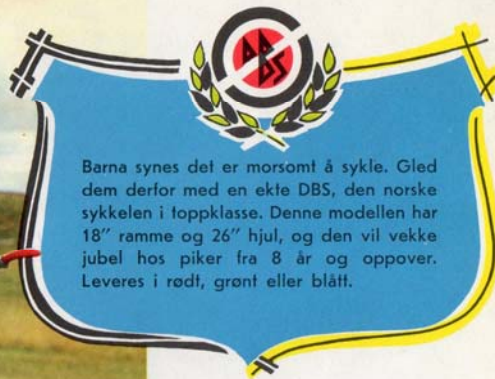 DBS
Barna synes det er morsomt å sykle. Gled
dem derfor med en ekte DBS, den norske
sykkelen i toppklasse. Denne modellen har
18" ramme og 26" hjul, og den vil vekke
jubel hos piker fra 8 år og oppover.
Leveres i rødt, grønt eller blått.